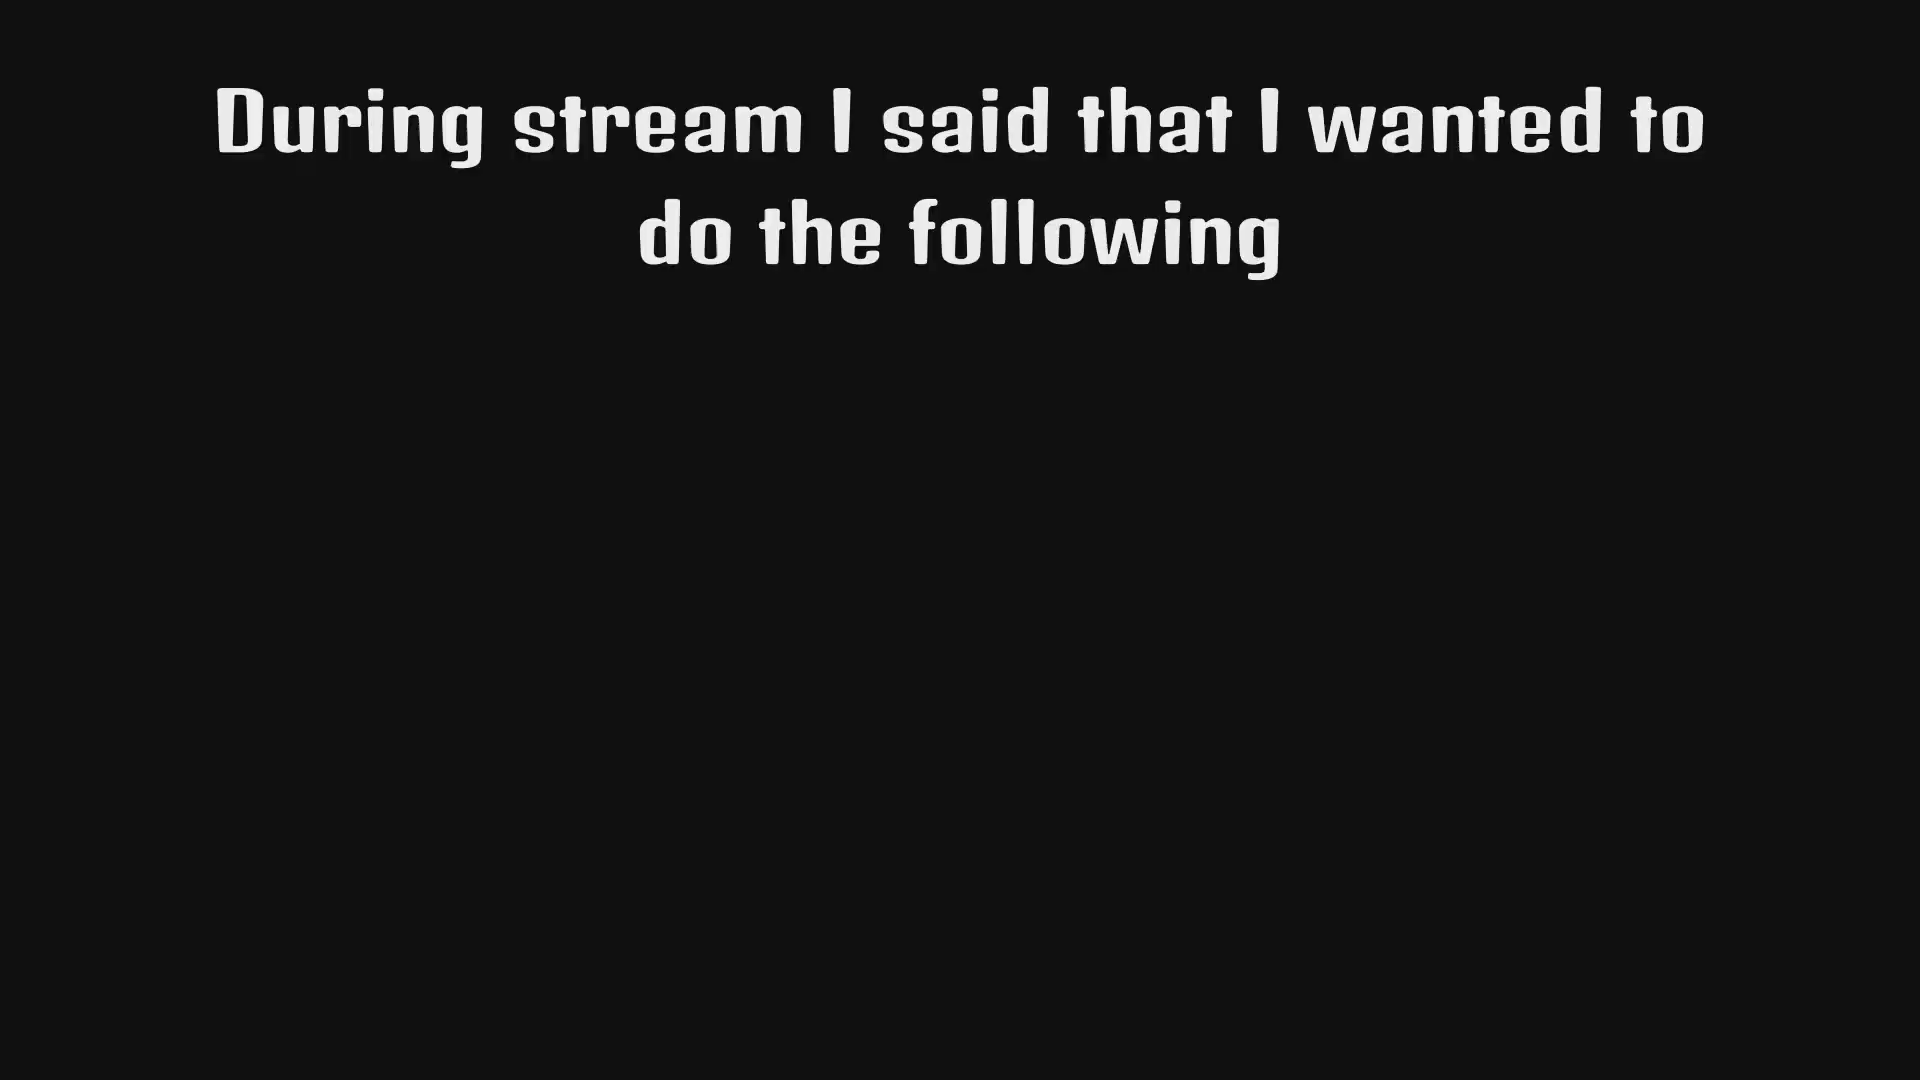 During stream I said that I wanted to
do the following